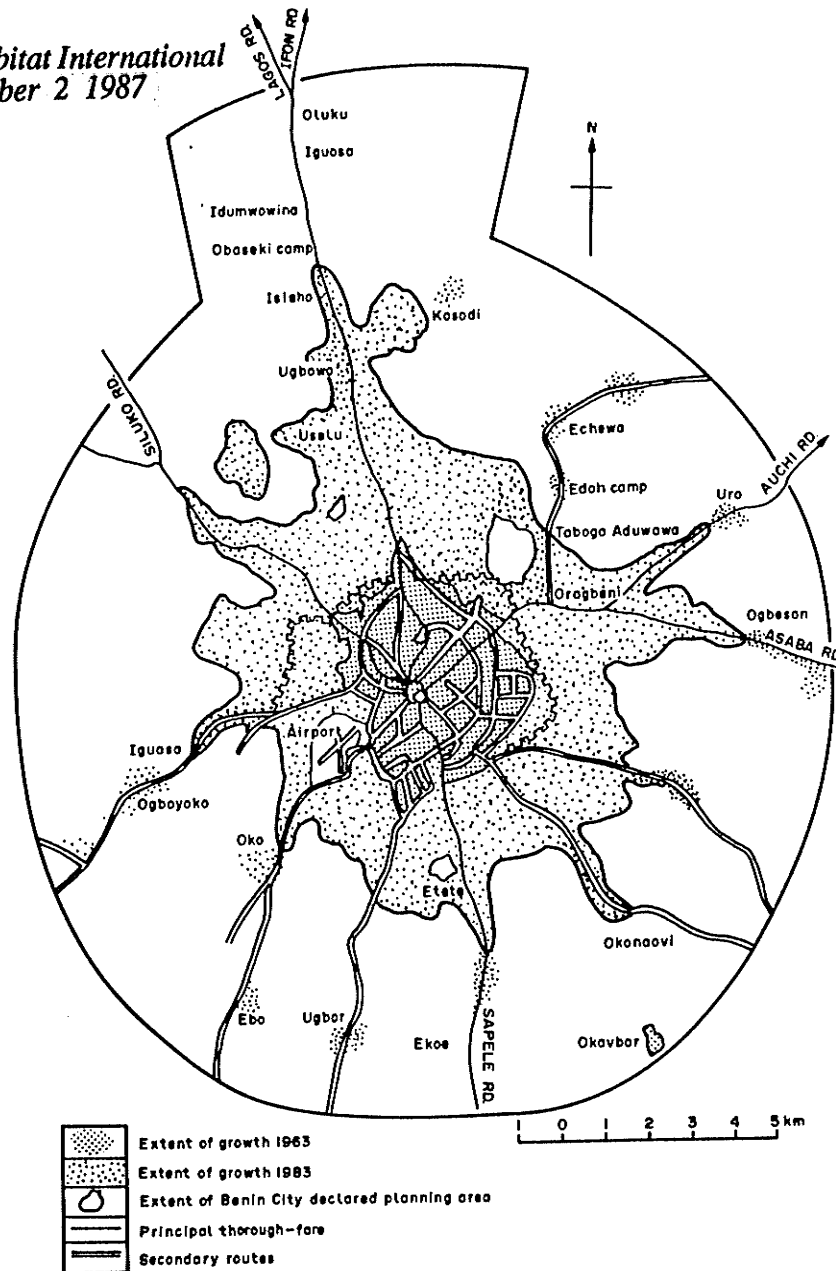 bitat International
ber 2 1987
LAGOS RD.
IFON RD
Oluku
Iguosa
N
Idumwowina
Obaseki camp
Isisho
Kosodi
Ugbowo
SILUKO RD.
Uselu
Echewa
Edoh camp
Uro
AUCHI RD.
Taboga Aduwawa
Orogbeni
Ogbeson
ASABA RD.
Airport
Iguasa
Ogboyoko
Oko
Etete
Okonaovi
Ebo
Ugbor
Ekoe
SAPELE RD.
Okavbor
1 0 1 2 3 4 5 km
Extent of growth 1963
Extent of growth 1983
Extent of Benin City declared planning area
Principal thorough-fare
Secondary routes